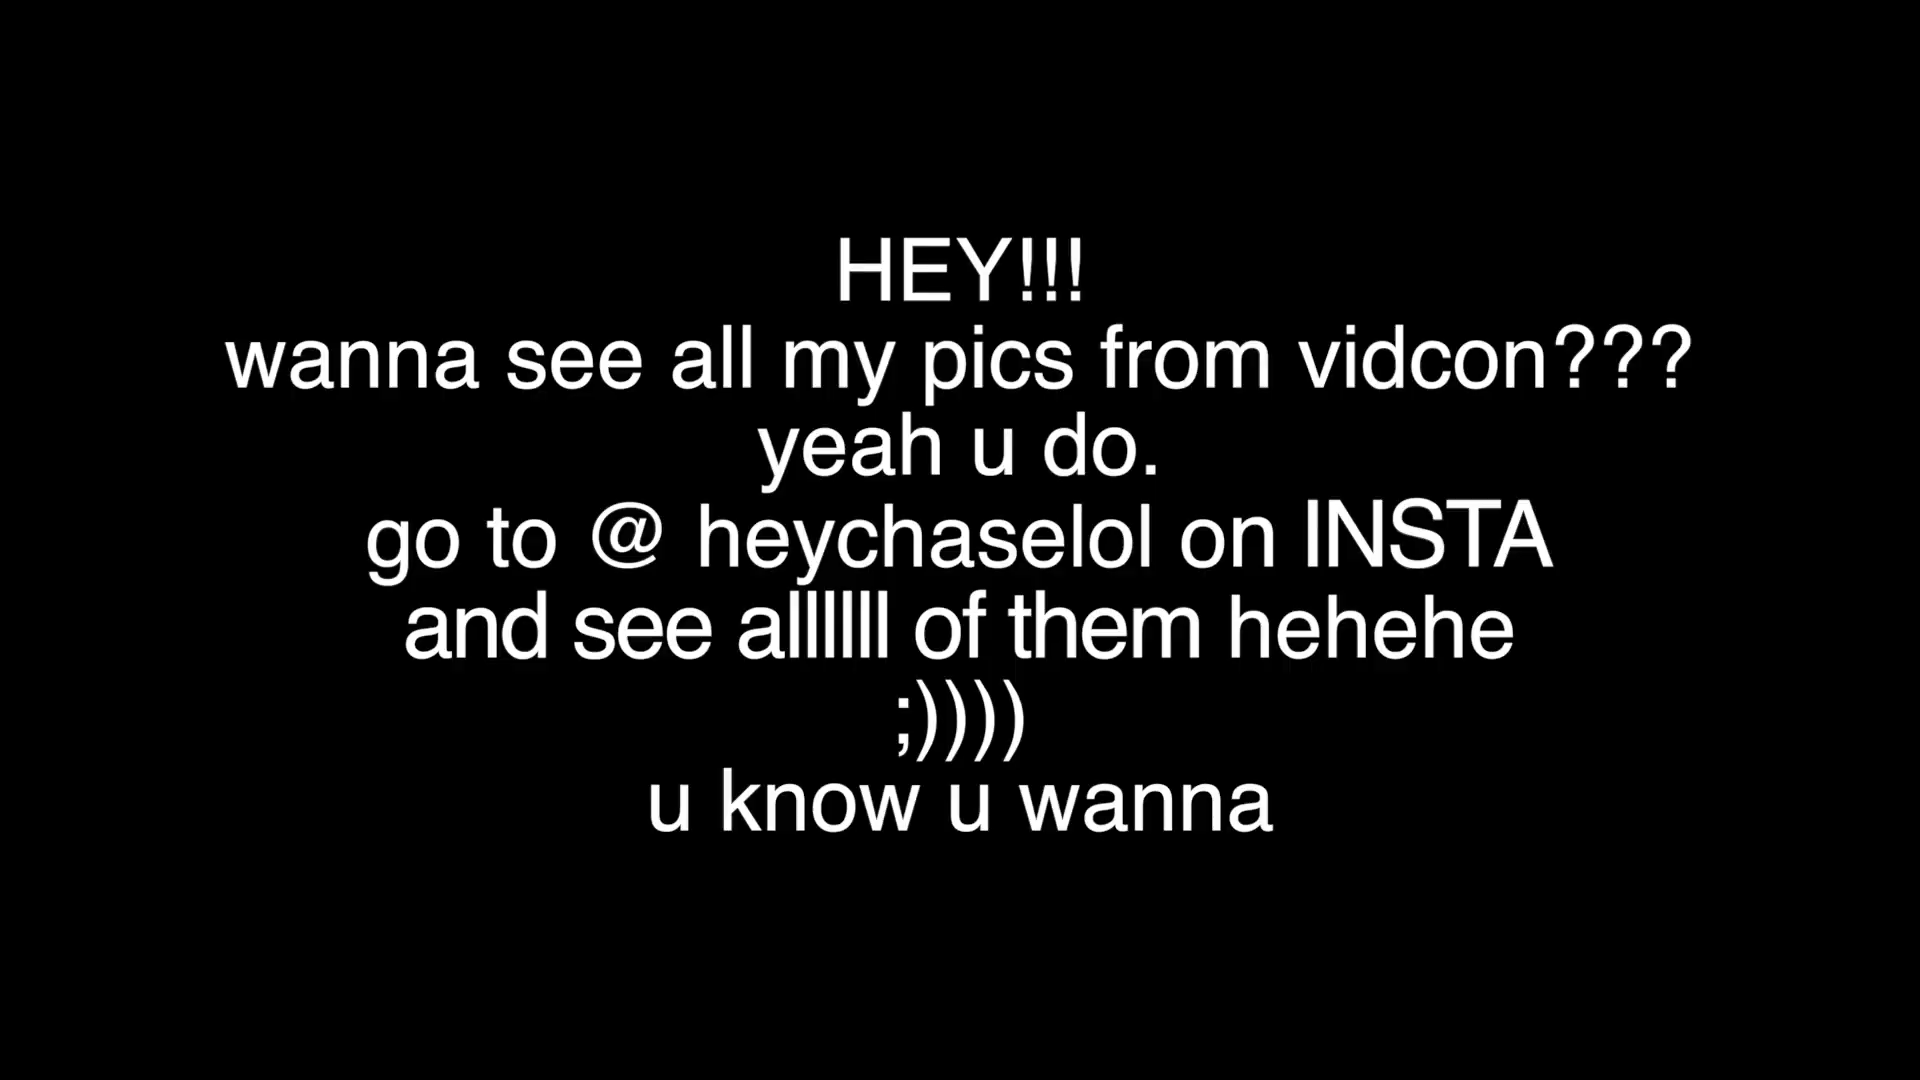 HEY!!!
wanna see all my pics from vidcon???
yeah u do.
go to @ heychaselol on INSTA
and see allllllll of them hehehe
;))))
u know u wanna